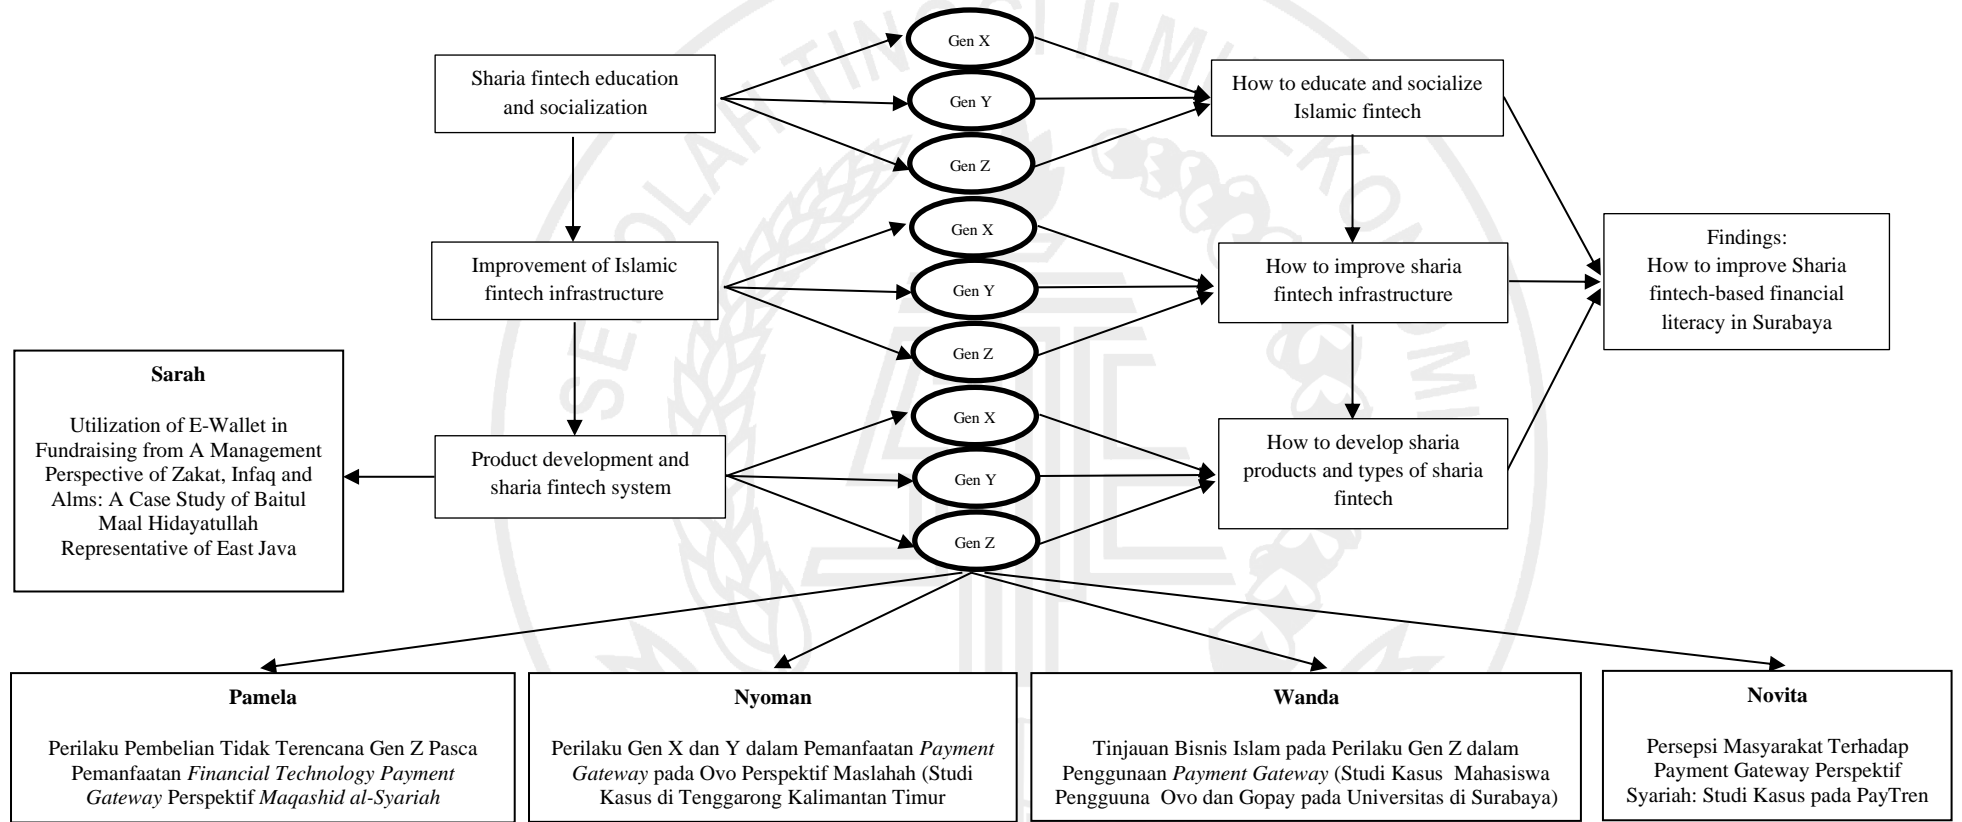 Gen X
Sharia fintech education
and socialization
Gen Y
How to educate and socialize
Islamic fintech
Gen Z
Gen X
Improvement of Islamic
fintech infrastructure
Gen Y
How to improve sharia
fintech infrastructure
Gen Z
Findings:
How to improve Sharia
fintech-based financial
literacy in Surabaya
Sarah
Utilization of E-Wallet in
Fundraising from A Management
Perspective of Zakat, Infaq and
Alms: A Case Study of Baitul
Maal Hidayatullah
Representative of East Java
Product development and
sharia fintech system
Gen X
Gen Y
Gen Z
How to develop sharia
products and types of sharia
fintech
Pamela
Perilaku Pembelian Tidak Terencana Gen Z Pasca
Pemanfaatan Financial Technology Payment
Gateway Perspektif Maqashid al-Syariah
Nyoman
Perilaku Gen X dan Y dalam Pemanfaatan Payment
Gateway pada Ovo Perspektif Maslahah (Studi
Kasus di Tenggarong Kalimantan Timur
Wanda
Tinjauan Bisnis Islam pada Perilaku Gen Z dalam
Penggunaan Payment Gateway (Studi Kasus Mahasiswa
Pengguuna Ovo dan Gopay pada Universitas di Surabaya)
Novita
Persepsi Masyarakat Terhadap
Payment Gateway Perspektif
Syariah: Studi Kasus pada PayTren